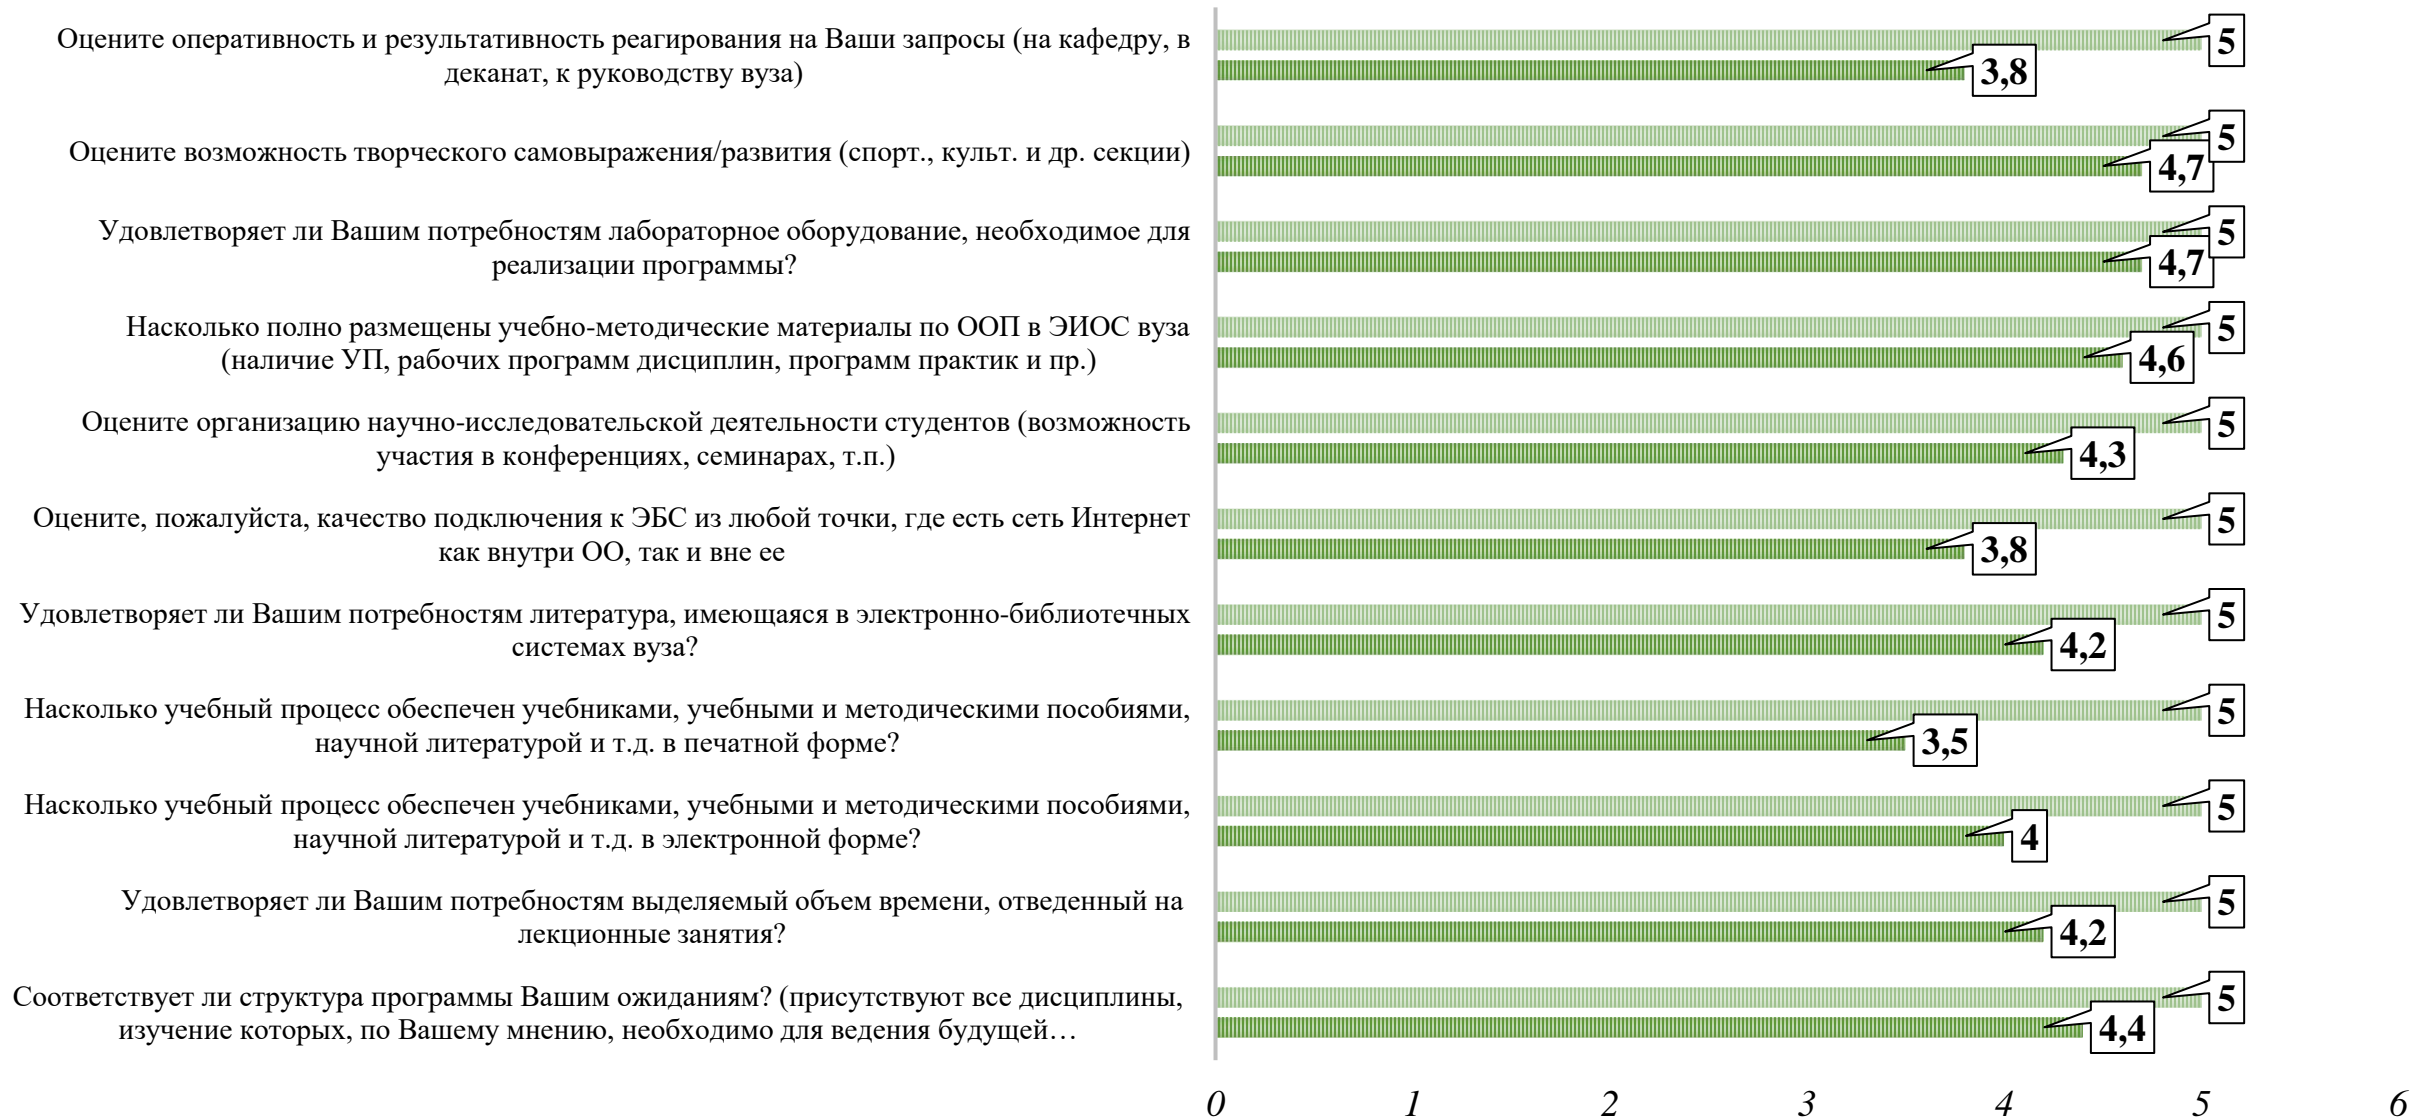 Оцените оперативность и результативность реагирования на Ваши запросы (на кафедру, в
деканат, к руководству вуза)
5
3,8
Оцените возможность творческого самовыражения/развития (спорт., культ. и др. секции)
5
4,7
Удовлетворяет ли Вашим потребностям лабораторное оборудование, необходимое для
реализации программы?
5
4,7
Насколько полно размещены учебно-методические материалы по ООП в ЭИОС вуза
(наличие УП, рабочих программ дисциплин, программ практик и пр.)
5
4,6
Оцените организацию научно-исследовательской деятельности студентов (возможность
участия в конференциях, семинарах, т.п.)
5
4,3
Оцените, пожалуйста, качество подключения к ЭБС из любой точки, где есть сеть Интернет
как внутри ОО, так и вне ее
5
3,8
Удовлетворяет ли Вашим потребностям литература, имеющаяся в электронно-библиотечных
системах вуза?
5
4,2
Насколько учебный процесс обеспечен учебниками, учебными и методическими пособиями,
научной литературой и т.д. в печатной форме?
5
3,5
Насколько учебный процесс обеспечен учебниками, учебными и методическими пособиями,
научной литературой и т.д. в электронной форме?
5
4
Удовлетворяет ли Вашим потребностям выделяемый объем времени, отведенный на
лекционные занятия?
5
4,2
Соответствует ли структура программы Вашим ожиданиям? (присутствуют все дисциплины,
изучение которых, по Вашему мнению, необходимо для ведения будущей…
5
4,4
0 1 2 3 4 5 6